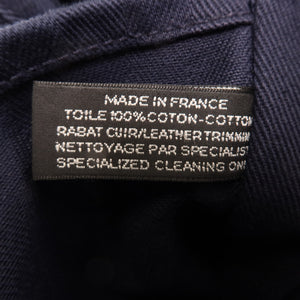 MADE IN FRANCE
TOILE 100% COTON-COTTON
RABAT CUIR/LEATHER TRIMMIN
NETTOYAGE PAR SPECIALIST
SPECIALIZED CLEANING ON